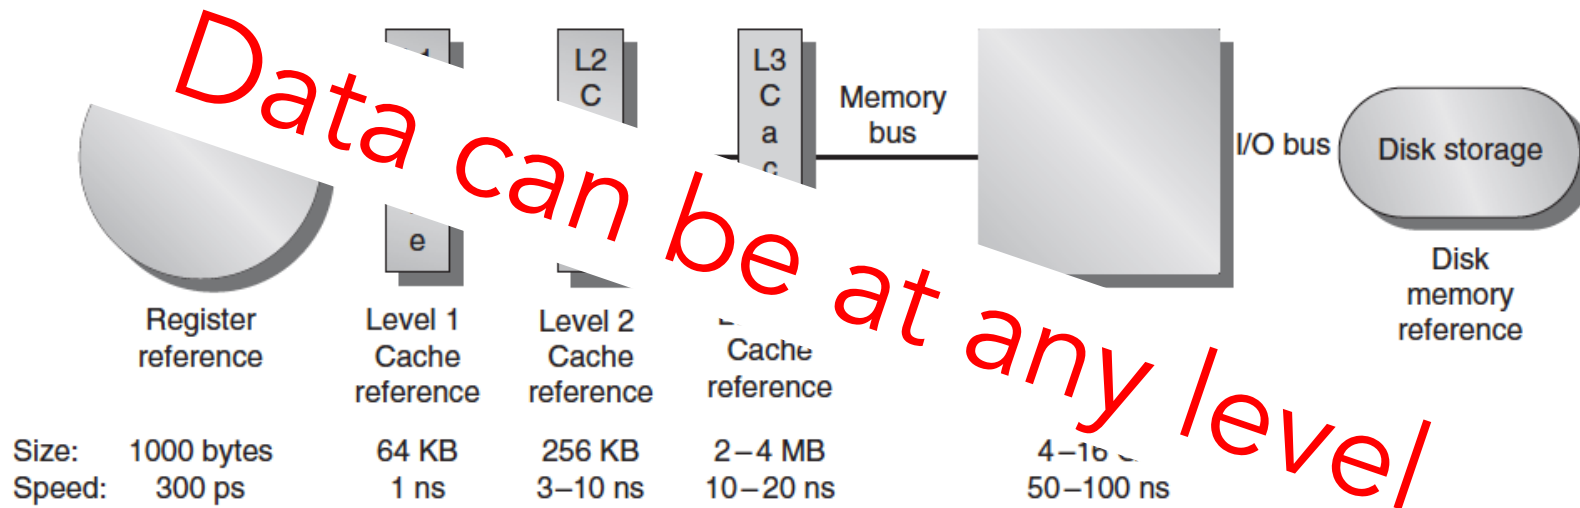 Data can be at any level
L2
C
L3
C
a
c
e
Memory
bus
I/O bus
Disk storage
Register
reference
Level 1
Cache
reference
Level 2
Cache
reference
Cache
reference
Disk
memory
reference
Size: 1000 bytes 64 KB 256 KB 2–4 MB 4–16
Speed: 300 ps 1 ns 3–10 ns 10–20 ns 50–100 ns